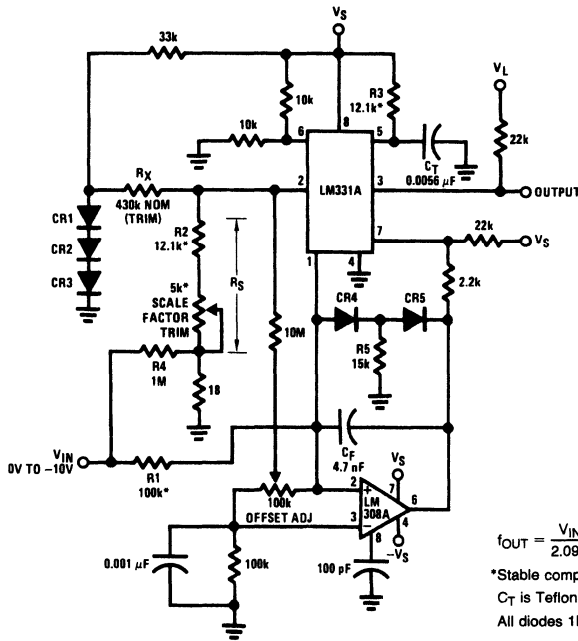 VS
33k
VL
10k
R3
12.1k*
10k
22k
6
8
5
CT
0.0056 µF
RX
430k NOM
(TRIM)
2
LM331A
3
OUTPUT
CR1
CR2
CR3
R2
12.1k*
RS
7
22k
VS
1
4
2.2k
5k*
SCALE
FACTOR
TRIM
CR4
CR5
10M
R5
15k
R4
1M
18
VIN
0V TO −10V
R1
100k*
CF
4.7 nF
VS
100k
2
+
7
LM
308A
6
OFFSET ADJ
3
−
4
−VS
8
0.001 µF
100k
100 pF
fOUT = VIN
2.09
*Stable comp
CT is Teflon
All diodes 1